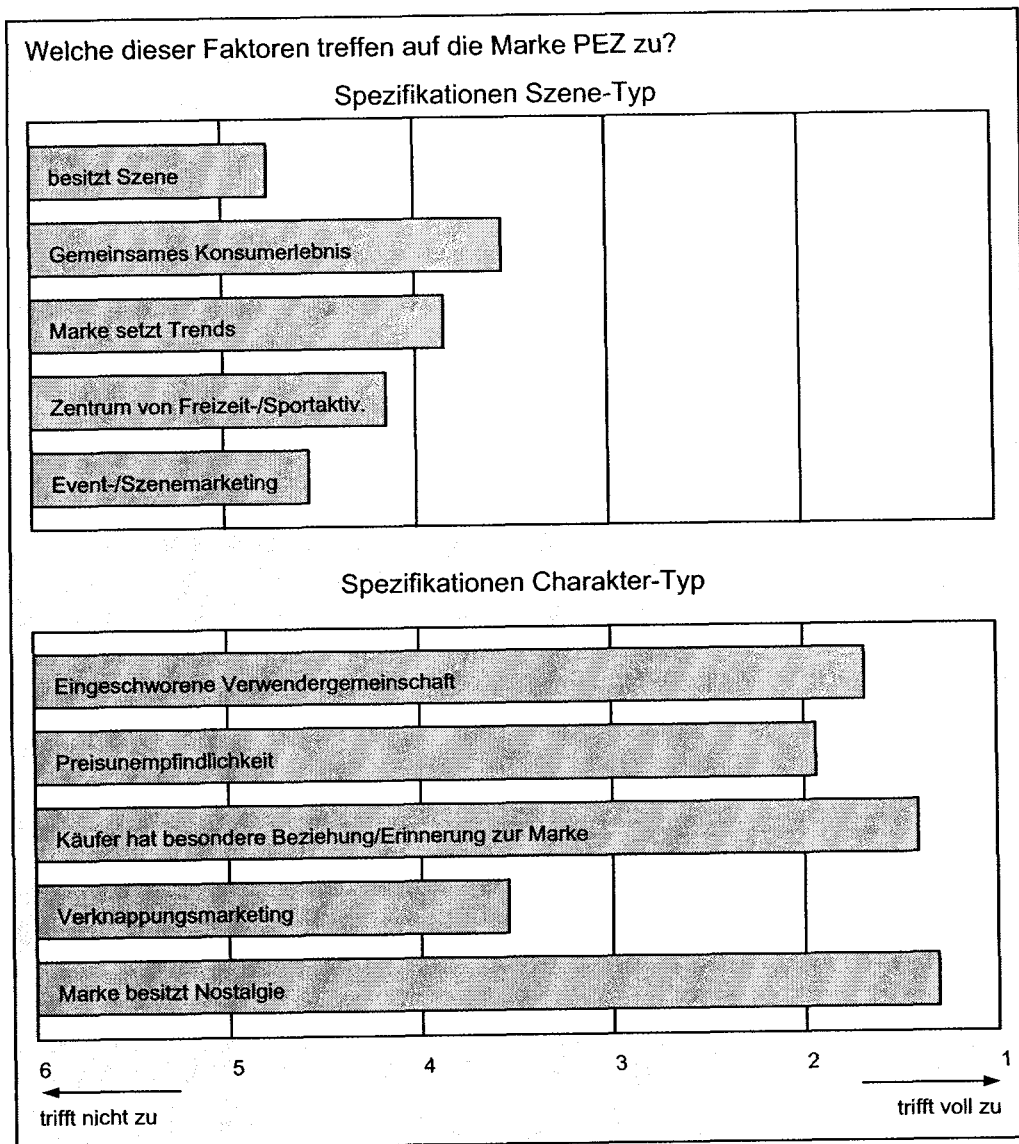 Welche dieser Faktoren treffen auf die Marke PEZ zu?
Spezifikationen Szene-Typ
besitzt Szene
Gemeinsames Konsumerlebnis
Marke setzt Trends
Zentrum von Freizeit-/Sportaktiv.
Event-/Szenemarketing
Spezifikationen Charakter-Typ
Eingeschworene Verwendergemeinschaft
Preisunempfindlichkeit
Käufer hat besondere Beziehung/Erinnerung zur Marke
Verknappungsmarketing
Marke besitzt Nostalgie
6 5 4 3 2 1
trifft nicht zu trifft voll zu